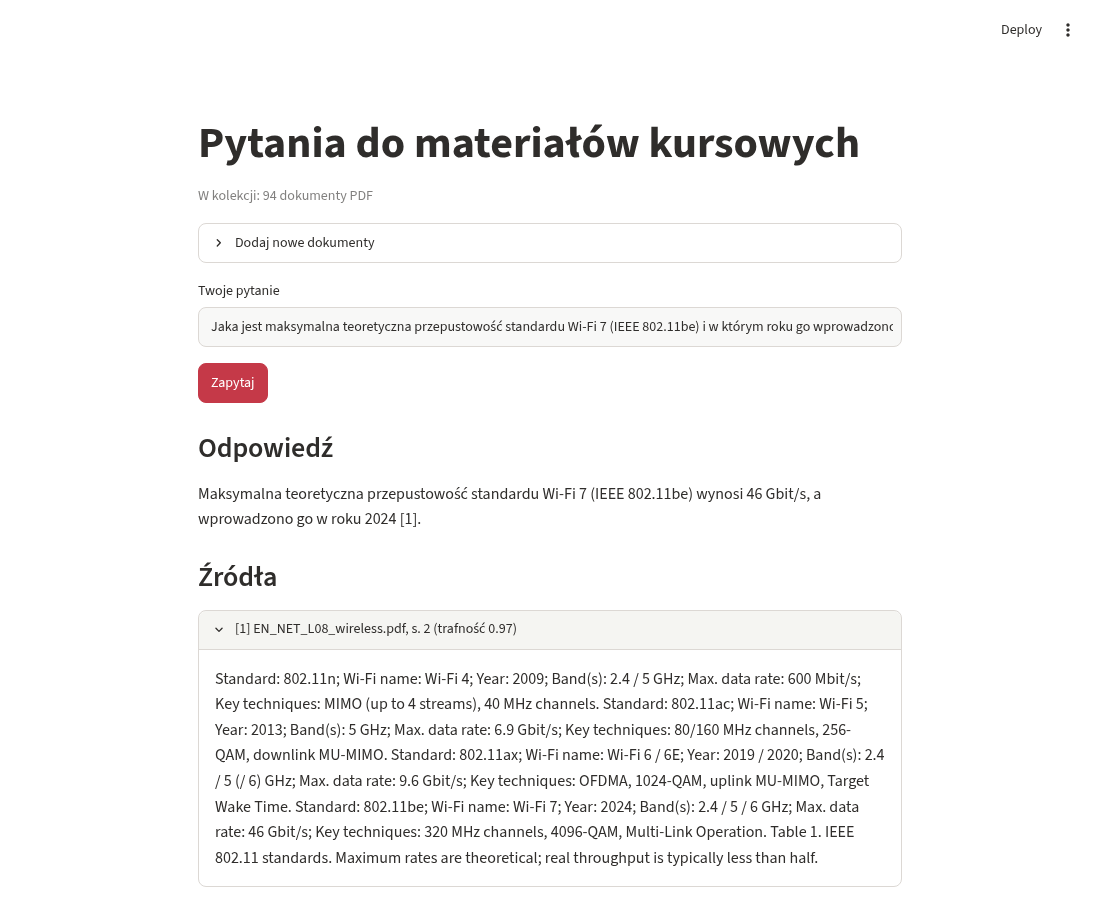 Deploy
Pytania do materiałów kursowych
W kolekcji: 94 dokumenty PDF
Dodaj nowe dokumenty
Twoje pytanie
Jaka jest maksymalna teoretyczna przepustowość standardu Wi-Fi 7 (IEEE 802.11be) i w którym roku go wprowadzono
Zapytaj
Odpowiedź
Maksymalna teoretyczna przepustowość standardu Wi-Fi 7 (IEEE 802.11be) wynosi 46 Gbit/s, a
wprowadzono go w roku 2024 [1].
Źródła
[1] EN_NET_L08_wireless.pdf, s. 2 (trafność 0.97)
Standard: 802.11n; Wi-Fi name: Wi-Fi 4; Year: 2009; Band(s): 2.4 / 5 GHz; Max. data rate: 600 Mbit/s;
Key techniques: MIMO (up to 4 streams), 40 MHz channels. Standard: 802.11ac; Wi-Fi name: Wi-Fi 5;
Year: 2013; Band(s): 5 GHz; Max. data rate: 6.9 Gbit/s; Key techniques: 80/160 MHz channels, 256-
QAM, downlink MU-MIMO. Standard: 802.11ax; Wi-Fi name: Wi-Fi 6 / 6E; Year: 2019 / 2020; Band(s): 2.4
/ 5 (/ 6) GHz; Max. data rate: 9.6 Gbit/s; Key techniques: OFDMA, 1024-QAM, uplink MU-MIMO, Target
Wake Time. Standard: 802.11be; Wi-Fi name: Wi-Fi 7; Year: 2024; Band(s): 2.4 / 5 / 6 GHz; Max. data
rate: 46 Gbit/s; Key techniques: 320 MHz channels, 4096-QAM, Multi-Link Operation. Table 1. IEEE
802.11 standards. Maximum rates are theoretical; real throughput is typically less than half.